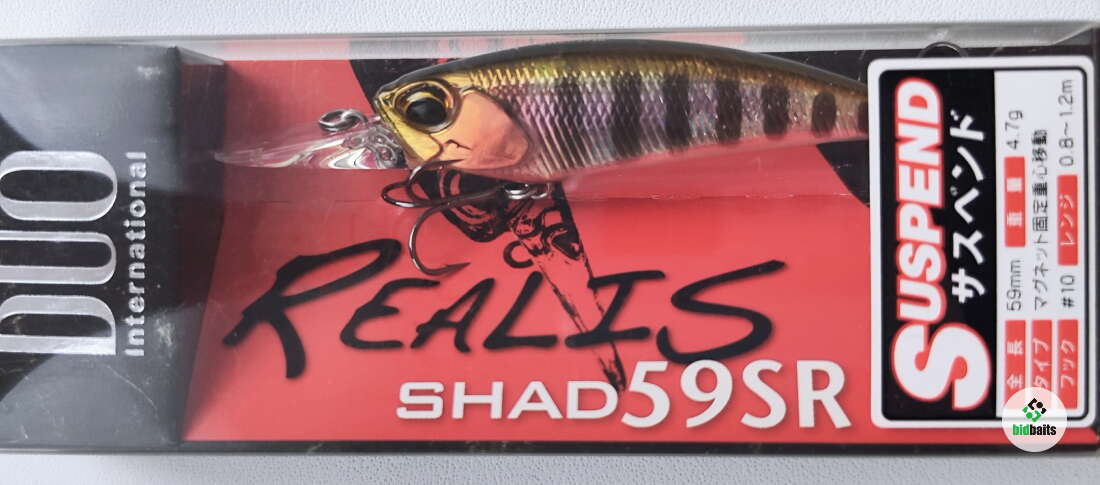 DUO
International
REALIS
SHAD 59SR
SUSPEND
サスペンド
全長 59mm 重量 4.7g
タイプ マグネット固定重心移動
フック #10 レンジ 0.8~1.2m
bidbaits